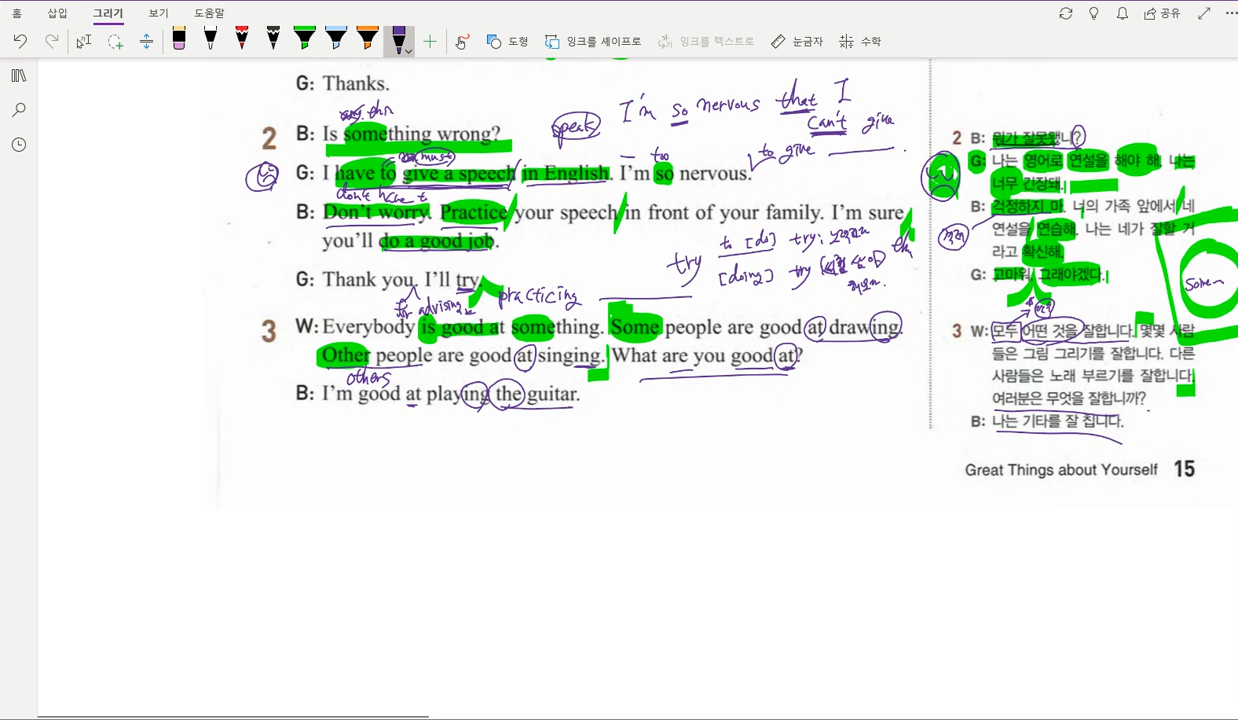 홈 삽입 그리기 보기 도움말 공유
도형 잉크를 셰이프로 잉크를 텍스트로 눈금자 수학
G: Thanks.
I'm so nervous that I
can't give
speak
to give
2 B: Is something wrong?
must
too
G: I have to give a speech in English. I'm so nervous.
don't have t
B: Don't worry. Practice your speech in front of your family. I'm sure
you'll do a good job.
to [do] try:
try
[doing] try
G: Thank you, I'll try.
for advising
practicing
3 W: Everybody is good at something. Some people are good at drawing.
Other people are good at singing. What are you good at?
others
B: I'm good at playing the guitar.
2 B: 뭔가 잘못됐니?
G: 나는 영어로 연설을 해야 해. 나는
너무 긴장돼.
B: 걱정하지 마. 너의 가족 앞에서 네
연설을 연습해. 나는 네가 잘할 거
라고 확신해.
G: 고마워. 그래야겠다.
3 W: 모두 어떤 것을 잘합니다. 몇몇 사람
들은 그림 그리기를 잘합니다. 다른
사람들은 노래 부르기를 잘합니다.
여러분은 무엇을 잘합니까?
B: 나는 기타를 잘 칩니다.
Great Things about Yourself 15